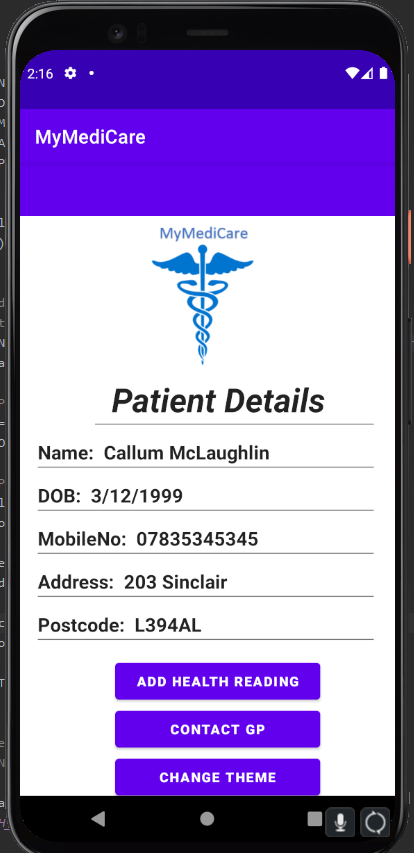 2:16
MyMediCare
MyMediCare
Patient Details
Name: Callum McLaughlin
DOB: 3/12/1999
MobileNo: 07835345345
Address: 203 Sinclair
Postcode: L394AL
ADD HEALTH READING
CONTACT GP
CHANGE THEME